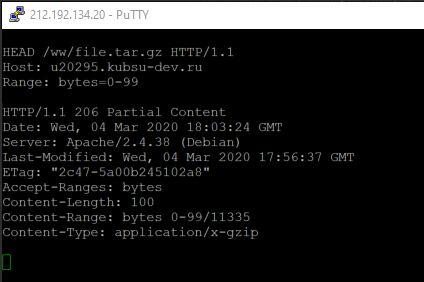 212.192.134.20 - PuTTY
HEAD /ww/file.tar.gz HTTP/1.1
Host: u20295.kubsu-dev.ru
Range: bytes=0-99
HTTP/1.1 206 Partial Content
Date: Wed, 04 Mar 2020 18:03:24 GMT
Server: Apache/2.4.38 (Debian)
Last-Modified: Wed, 04 Mar 2020 17:56:37 GMT
ETag: "2c47-5a00b245102a8"
Accept-Ranges: bytes
Content-Length: 100
Content-Range: bytes 0-99/11335
Content-Type: application/x-gzip